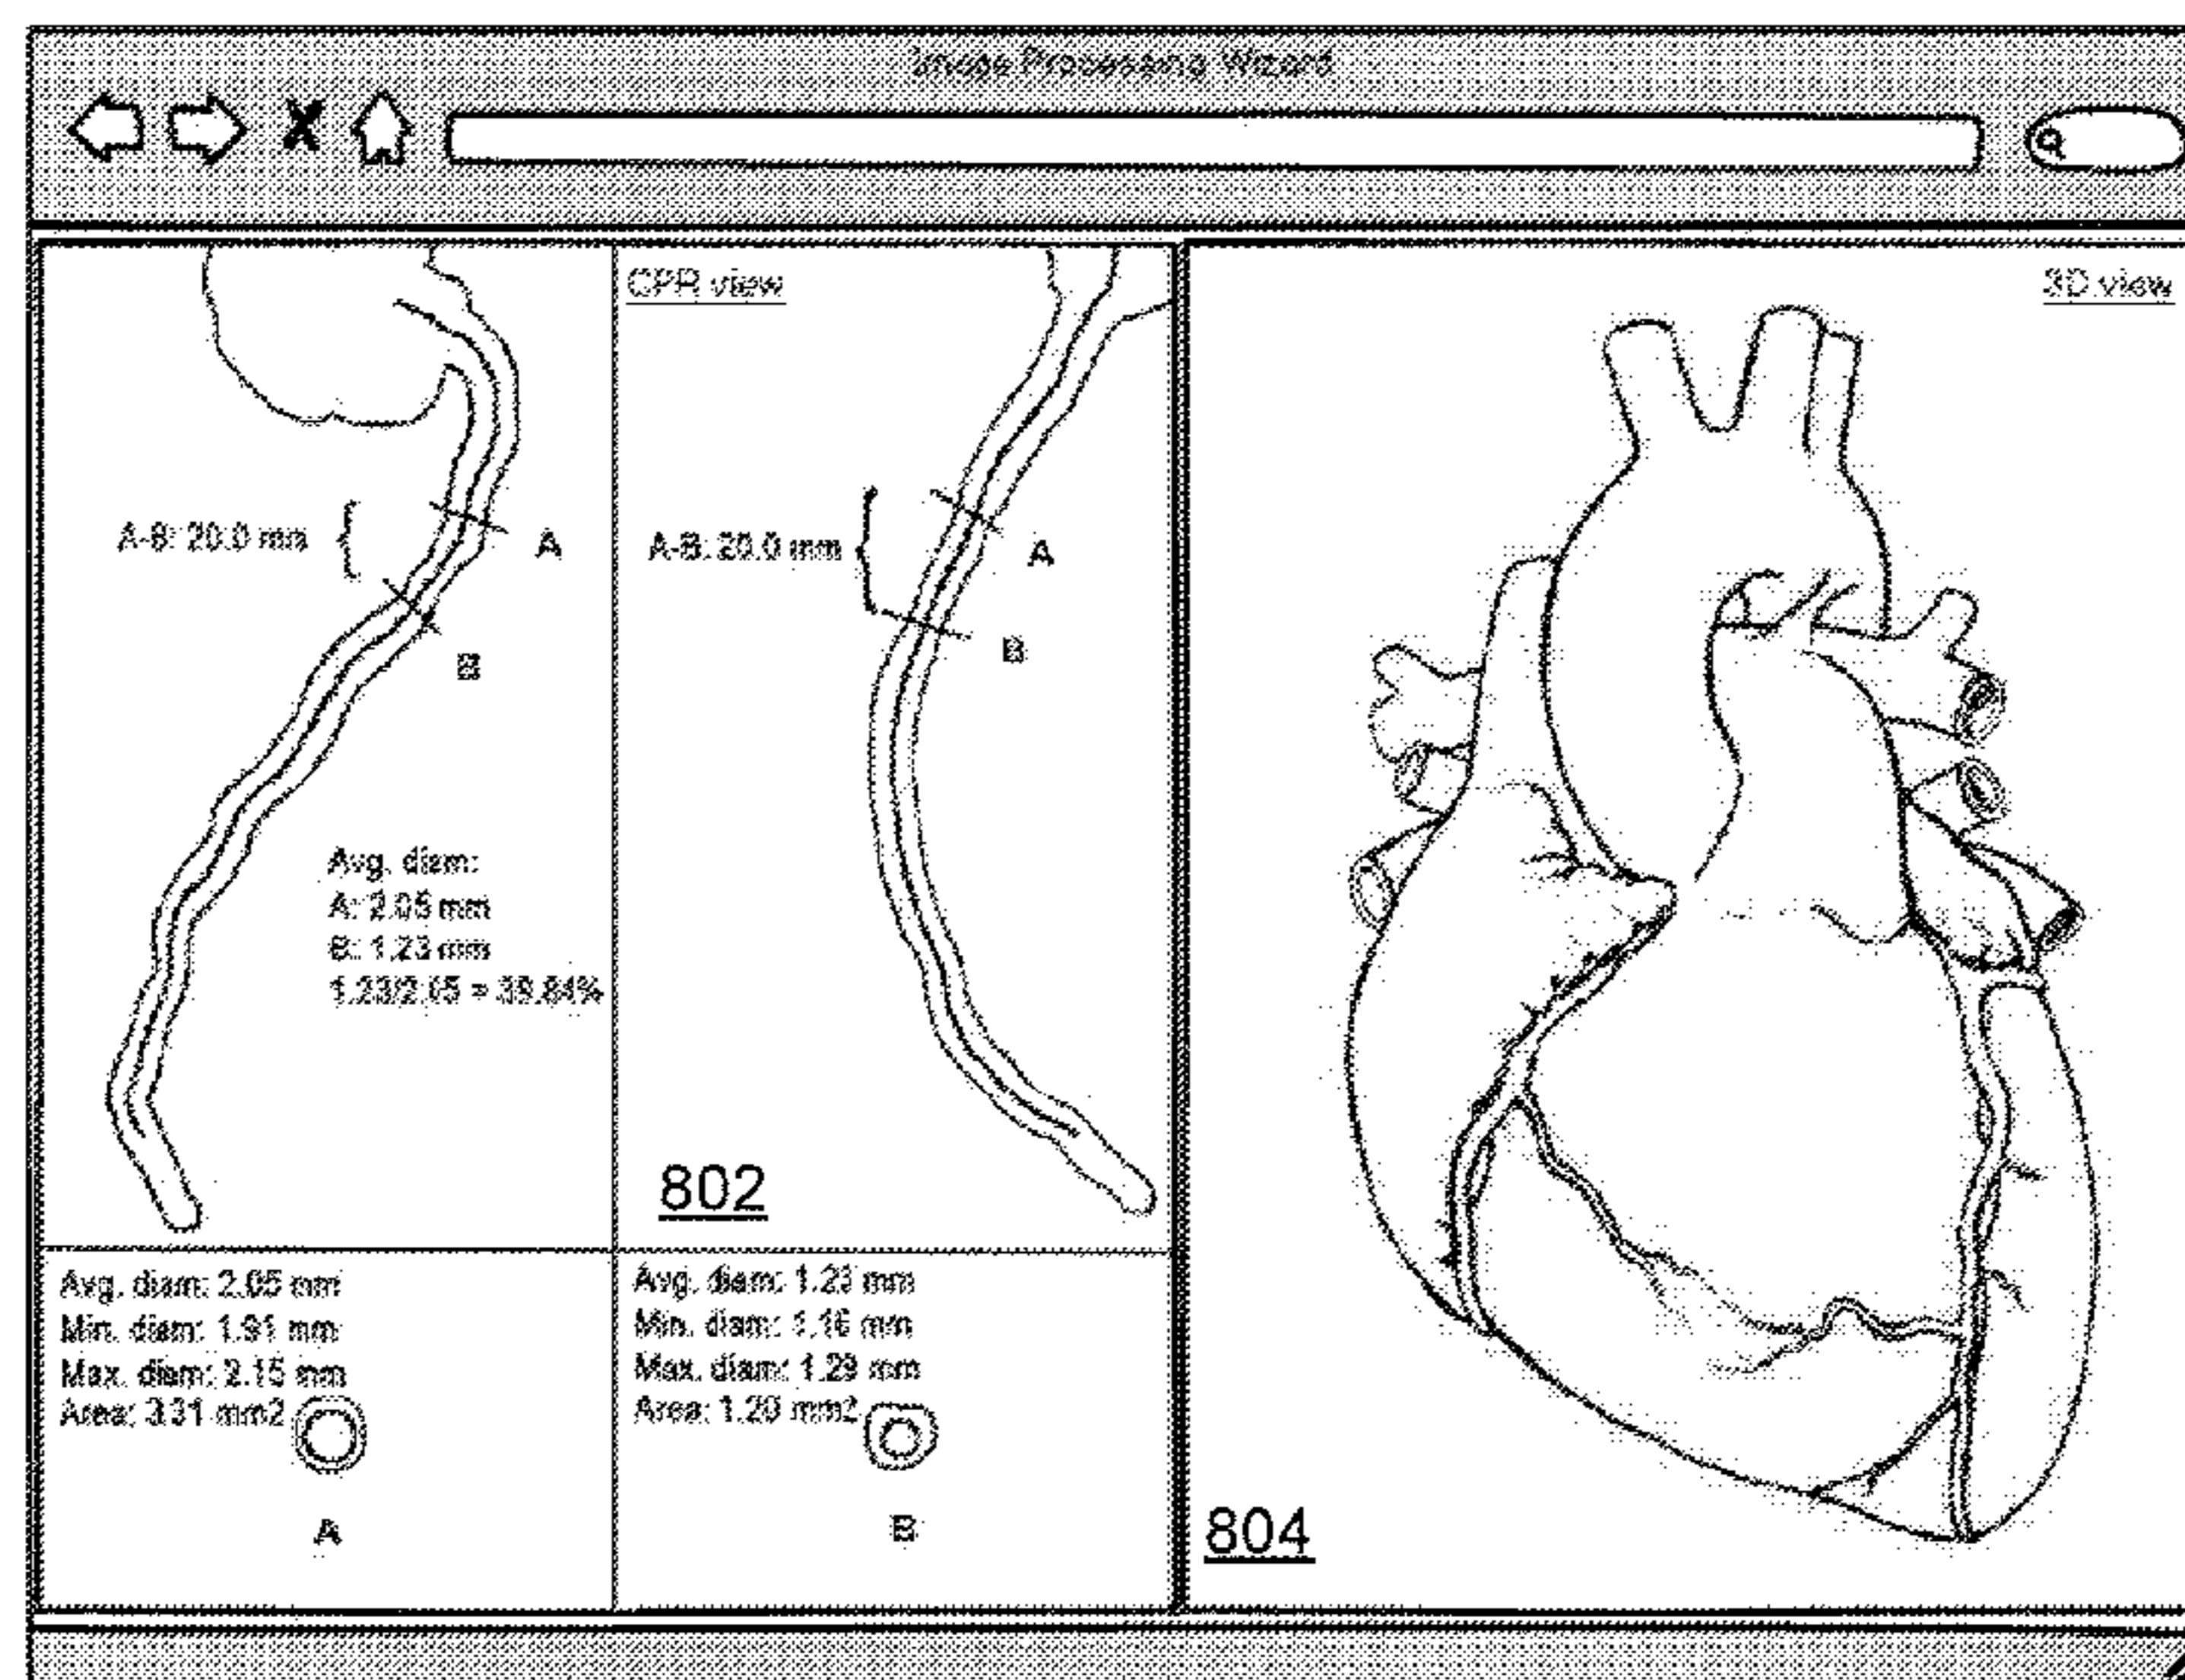 Image Processing Wizard
CPR view
3D view
A-B: 20.0 mm
A
B
A-B: 20.0 mm
A
B
Avg. diam:
A: 2.05 mm
B: 1.23 mm
1.23/2.05 = 39.84%
802
Avg. diam: 2.05 mm
Min. diam: 1.91 mm
Max. diam: 2.15 mm
Area: 3.31 mm2
A
Avg. diam: 1.23 mm
Min. diam: 1.16 mm
Max. diam: 1.29 mm
Area: 1.20 mm2
B
804